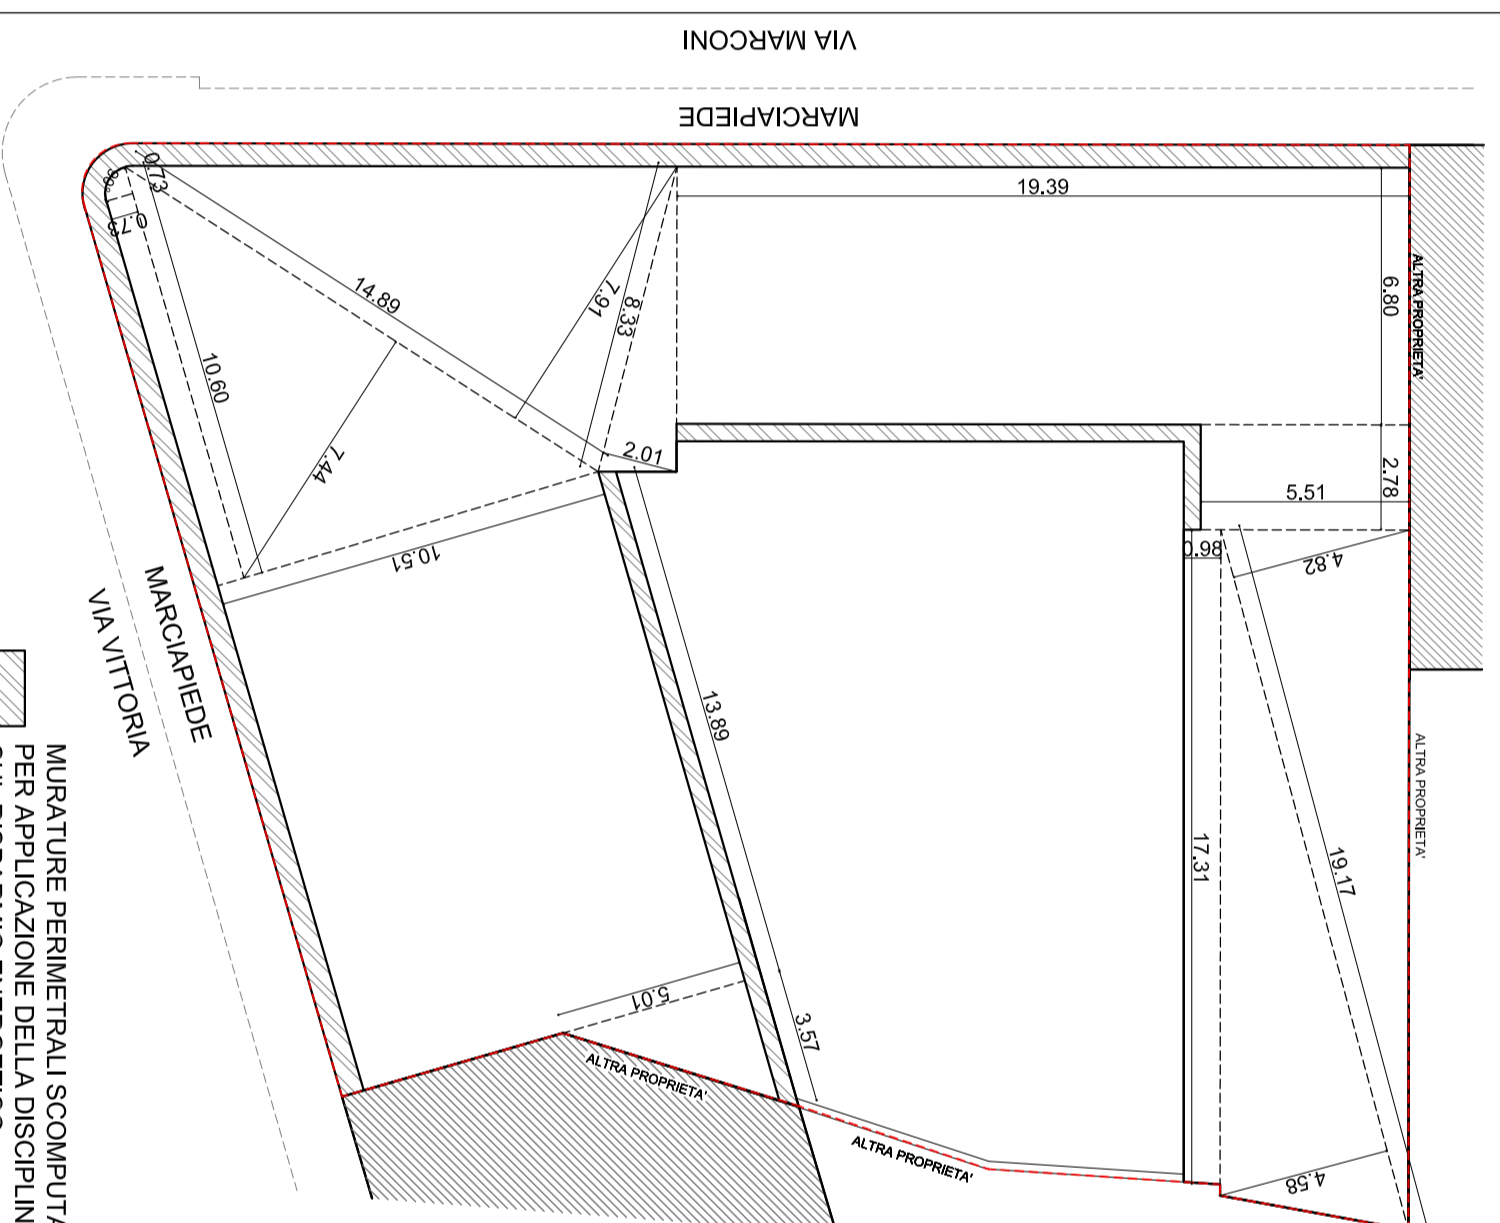 VIA MARCONI
MARCIAPIEDE
19.39
0.73
90°
0.73
14.89
7.91
8.33
6.80
ALTRA PROPRIETA'
10.60
7.44
2.01
2.78
5.51
10.51
0.98
4.82
MARCIAPIEDE
VIA VITTORIA
13.89
17.31
19.17
ALTRA PROPRIETA'
5.01
3.57
ALTRA PROPRIETA'
ALTRA PROPRIETA'
4.58
MURATURE PERIMETRALI SCOMPUTA
PER APPLICAZIONE DELLA DISCIPLIN